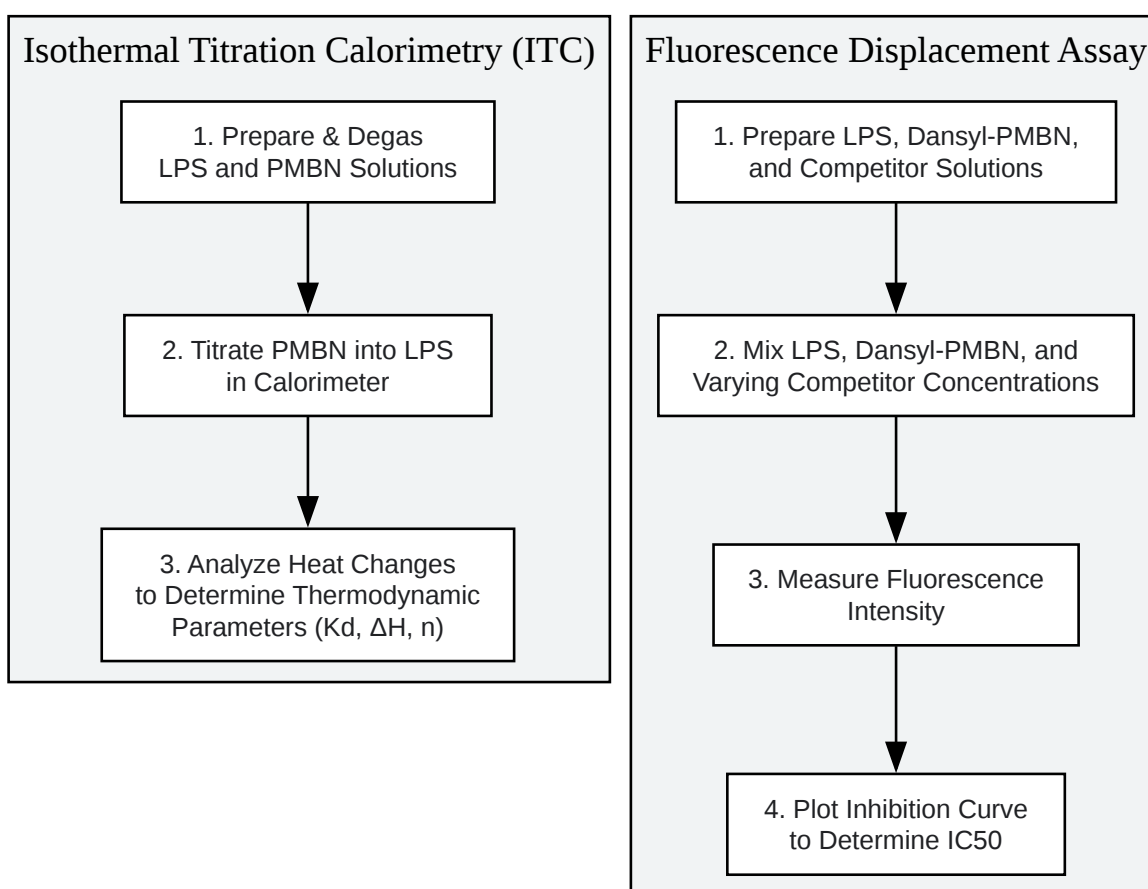 Isothermal Titration Calorimetry (ITC)
1. Prepare & Degas
LPS and PMBN Solutions
2. Titrate PMBN into LPS
in Calorimeter
3. Analyze Heat Changes
to Determine Thermodynamic
Parameters (Kd, ΔH, n)
Fluorescence Displacement Assay
1. Prepare LPS, Dansyl-PMBN,
and Competitor Solutions
2. Mix LPS, Dansyl-PMBN, and
Varying Competitor Concentrations
3. Measure Fluorescence
Intensity
4. Plot Inhibition Curve
to Determine IC50